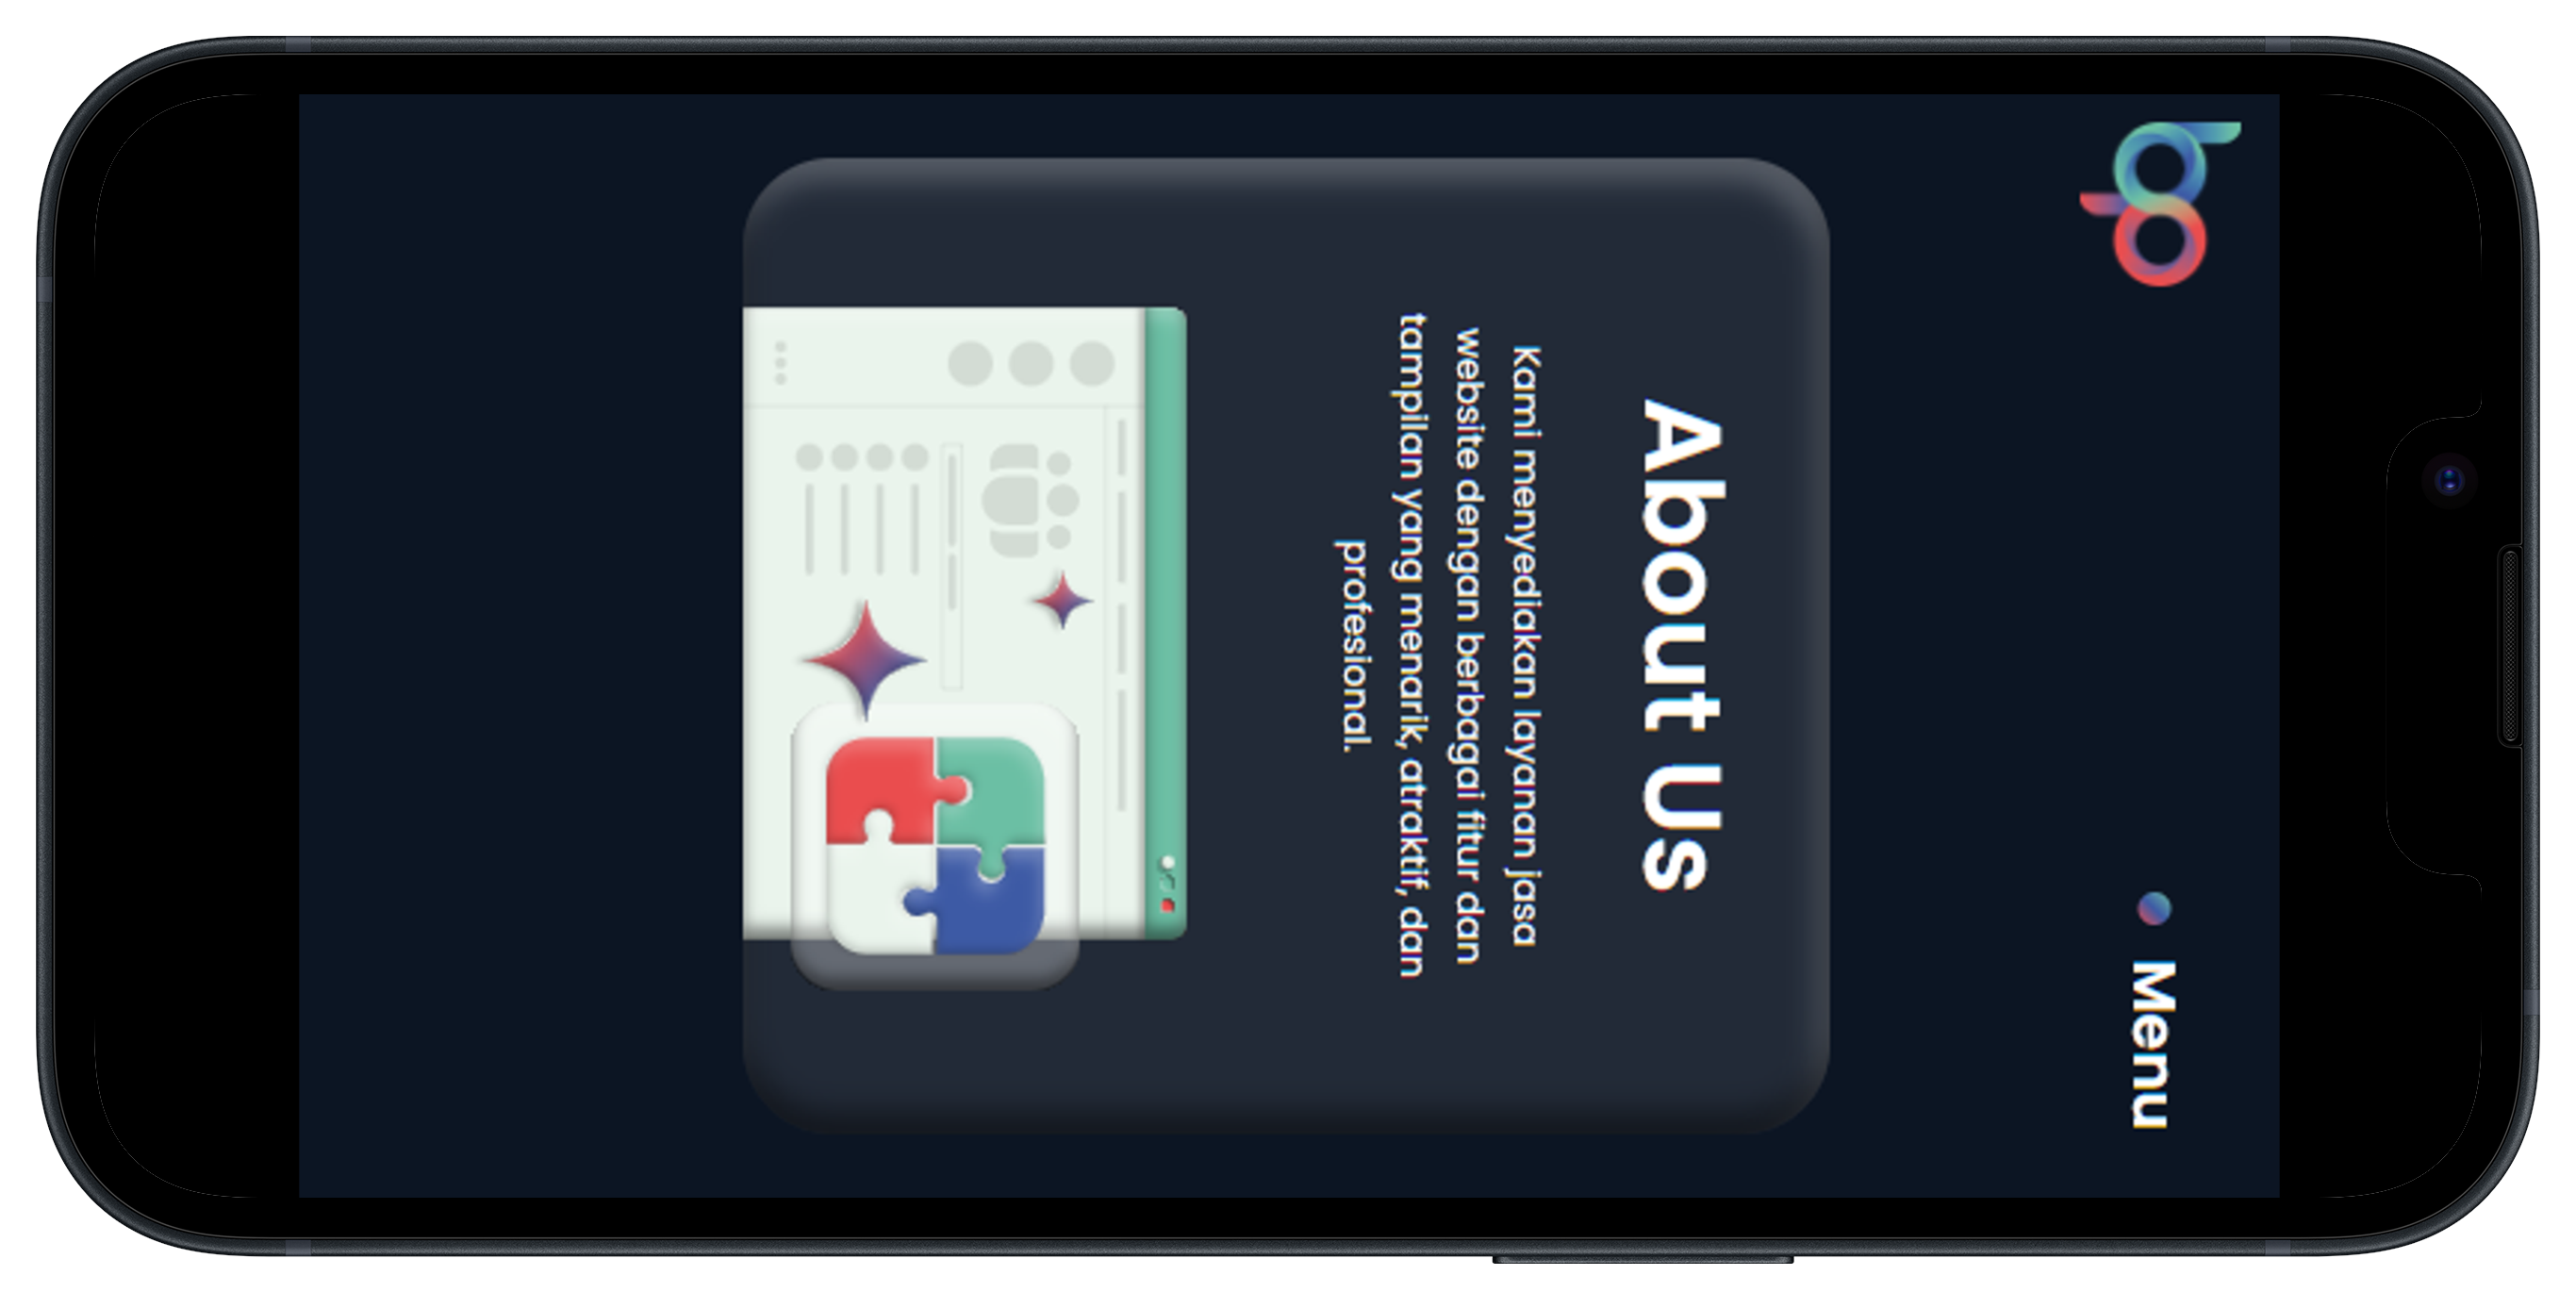 Menu
About Us
Kami menyediakan layanan jasa
website dengan berbagai fitur dan
tampilan yang menarik, atraktif, dan
profesional.